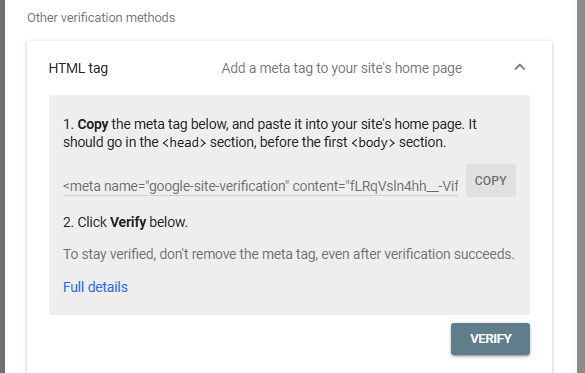 Other verification methods
HTML tag
Add a meta tag to your site's home page
1. Copy the meta tag below, and paste it into your site's home page. It
should go in the <head> section, before the first <body> section.
<meta name="google-site-verification" content="fLRqVsln4hh__-Vif
COPY
2. Click Verify below.
To stay verified, don't remove the meta tag, even after verification succeeds.
Full details
VERIFY